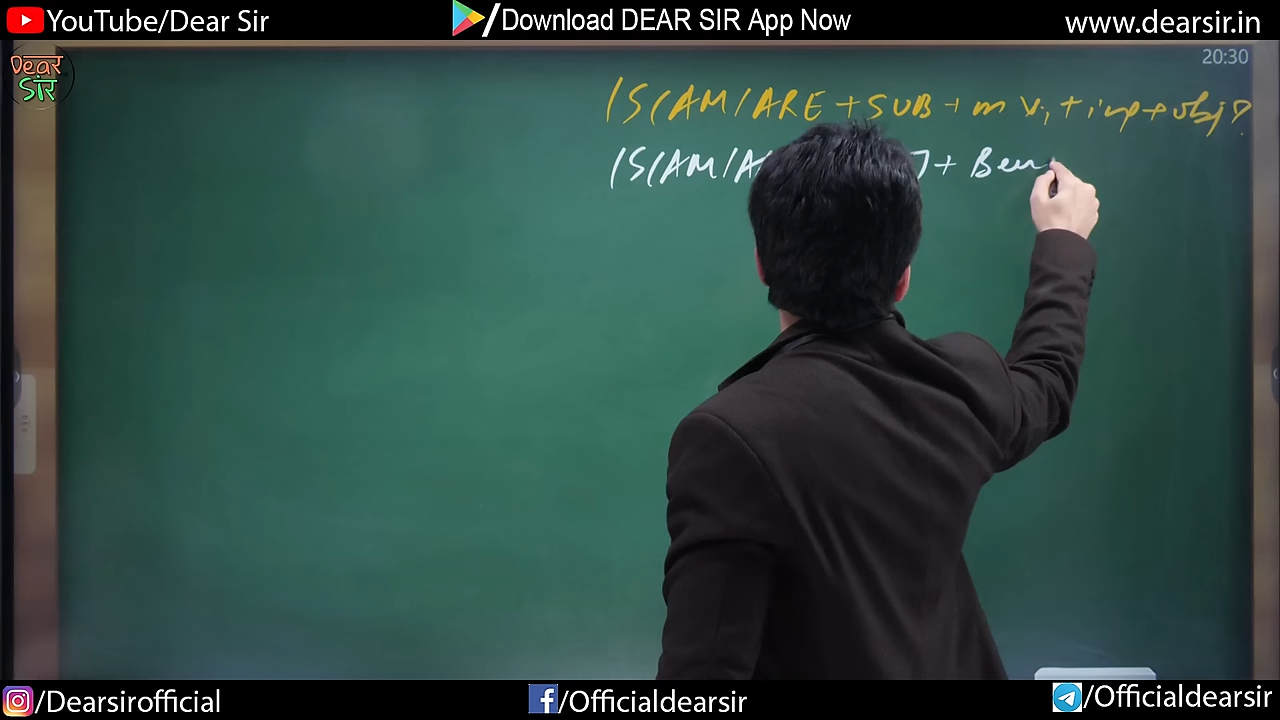 YouTube/Dear Sir
/Download DEAR SIR App Now
www.dearsir.in
Dear
Sir
20:30
IS/AM/ARE + SUB + m v1 + ing + obj?
IS/AM/A + Bein
/Dearsirofficial
/Officialdearsir
/Officialdearsir